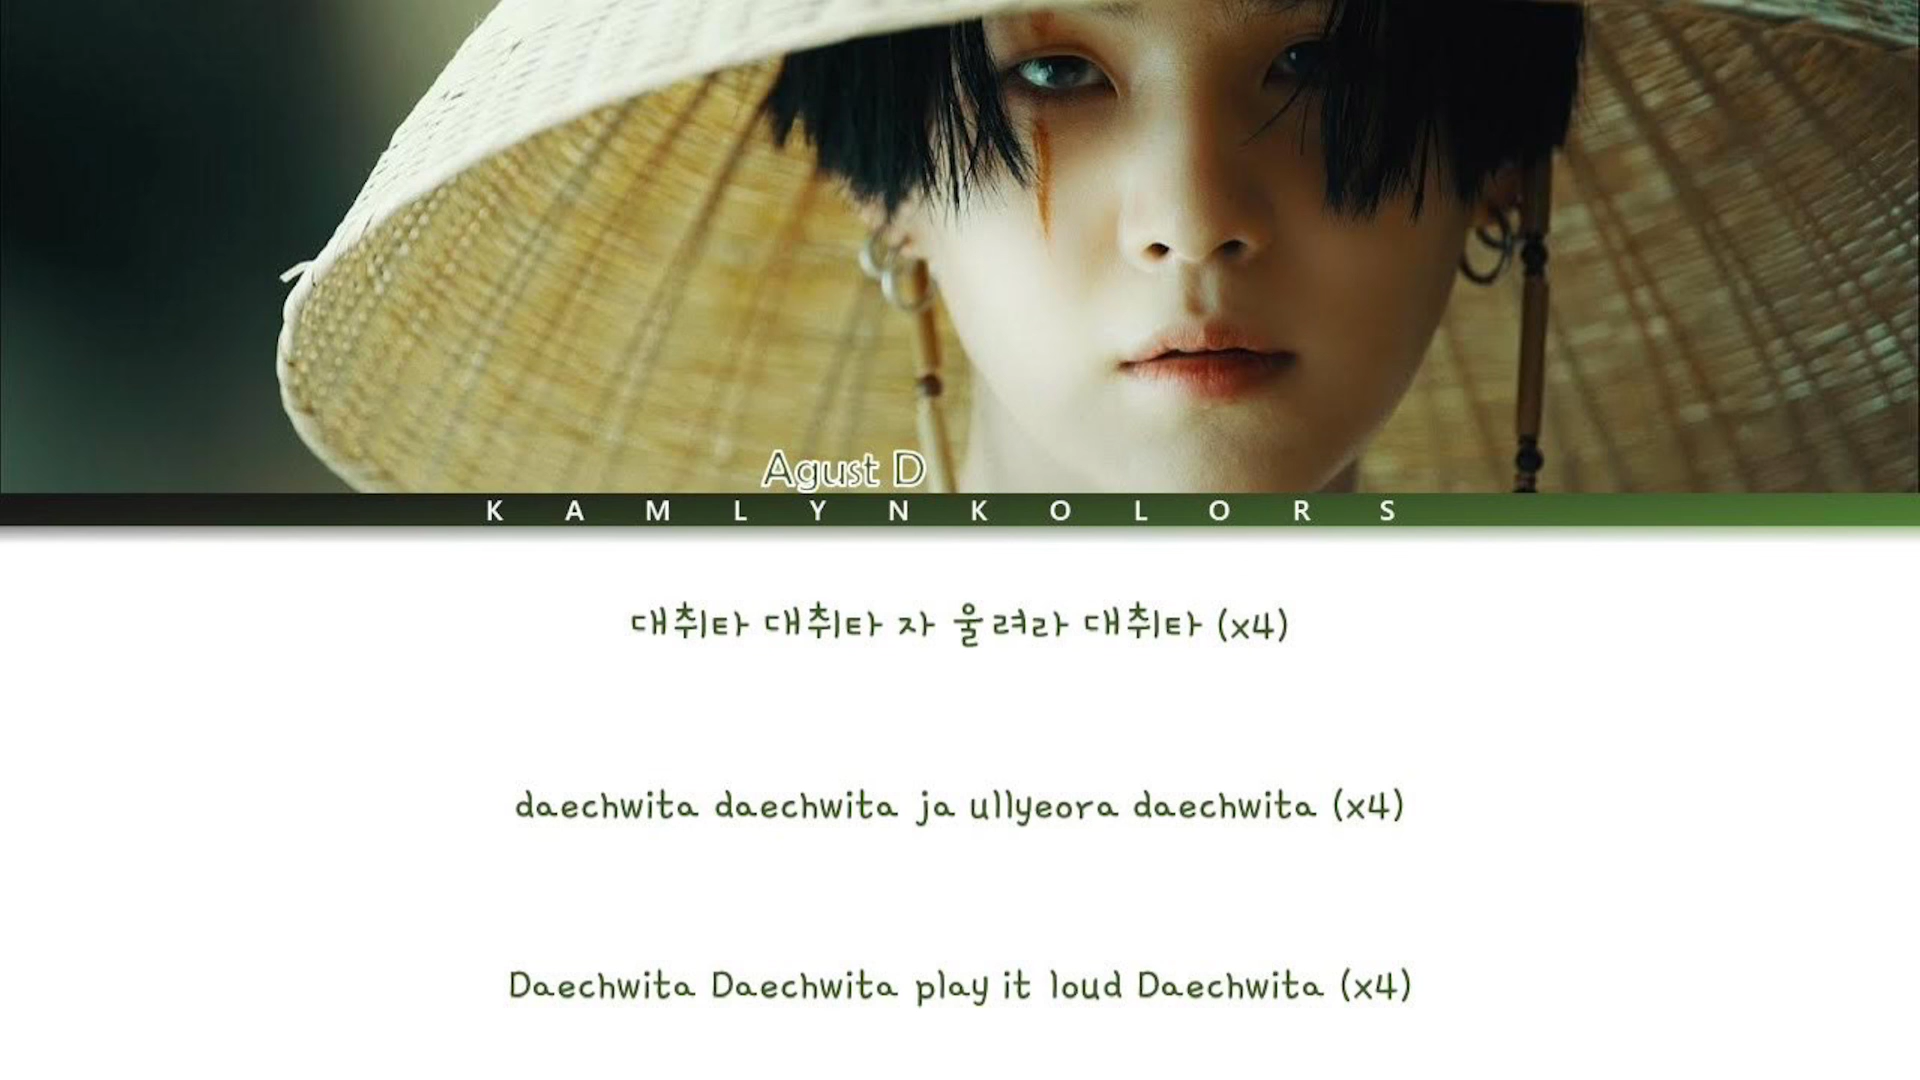 Agust D
KAMLYNKOLORS
대취타 대취타 자 울려라 대취타 (x4)
daechwita daechwita ja ullyeora daechwita (x4)
Daechwita Daechwita play it loud Daechwita (x4)